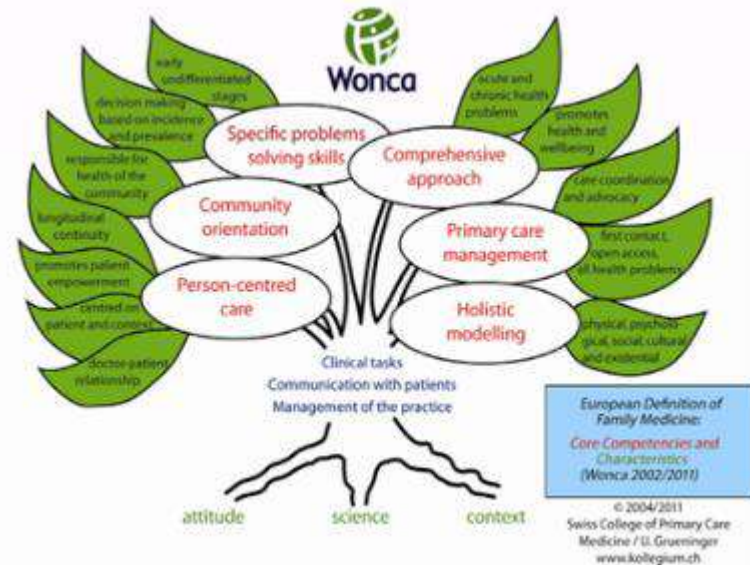 Wonca
early
undifferentiated
stages
decision making
based on incidence
and prevalence
responsible for
health of the
community
longitudinal
continuity
promotes patient
empowerment
centred on
patient and context
doctor-patient
relationship
Specific problems
solving skills
Community
orientation
Person-centred
care
Comprehensive
approach
Primary care
management
Holistic
modelling
acute and
chronic health
problems
promotes
health and
wellbeing
care coordination
and advocacy
first contact,
open access,
all health problems
physical, psycholo-
gical, social, cultural
and existential
Clinical tasks
Communication with patients
Management of the practice
attitude
science
context
European Definition of
Family Medicine:
Core Competencies and
Characteristics
(Wonca 2002/2011)
© 2004/2011
Swiss College of Primary Care
Medicine / U. Grueninger
www.kollegium.ch